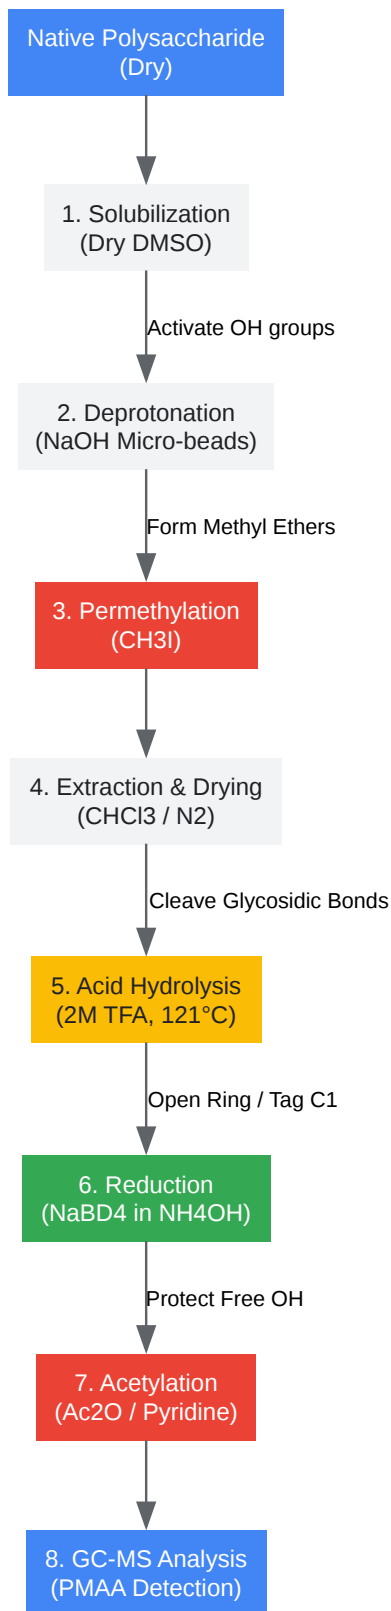 Native Polysaccharide
(Dry)
1. Solubilization
(Dry DMSO)
Activate OH groups
2. Deprotonation
(NaOH Micro-beads)
Form Methyl Ethers
3. Permethylation
(CH3I)
4. Extraction & Drying
(CHCl3 / N2)
Cleave Glycosidic Bonds
5. Acid Hydrolysis
(2M TFA, 121°C)
Open Ring / Tag C1
6. Reduction
(NaBD4 in NH4OH)
Protect Free OH
7. Acetylation
(Ac2O / Pyridine)
8. GC-MS Analysis
(PMAA Detection)